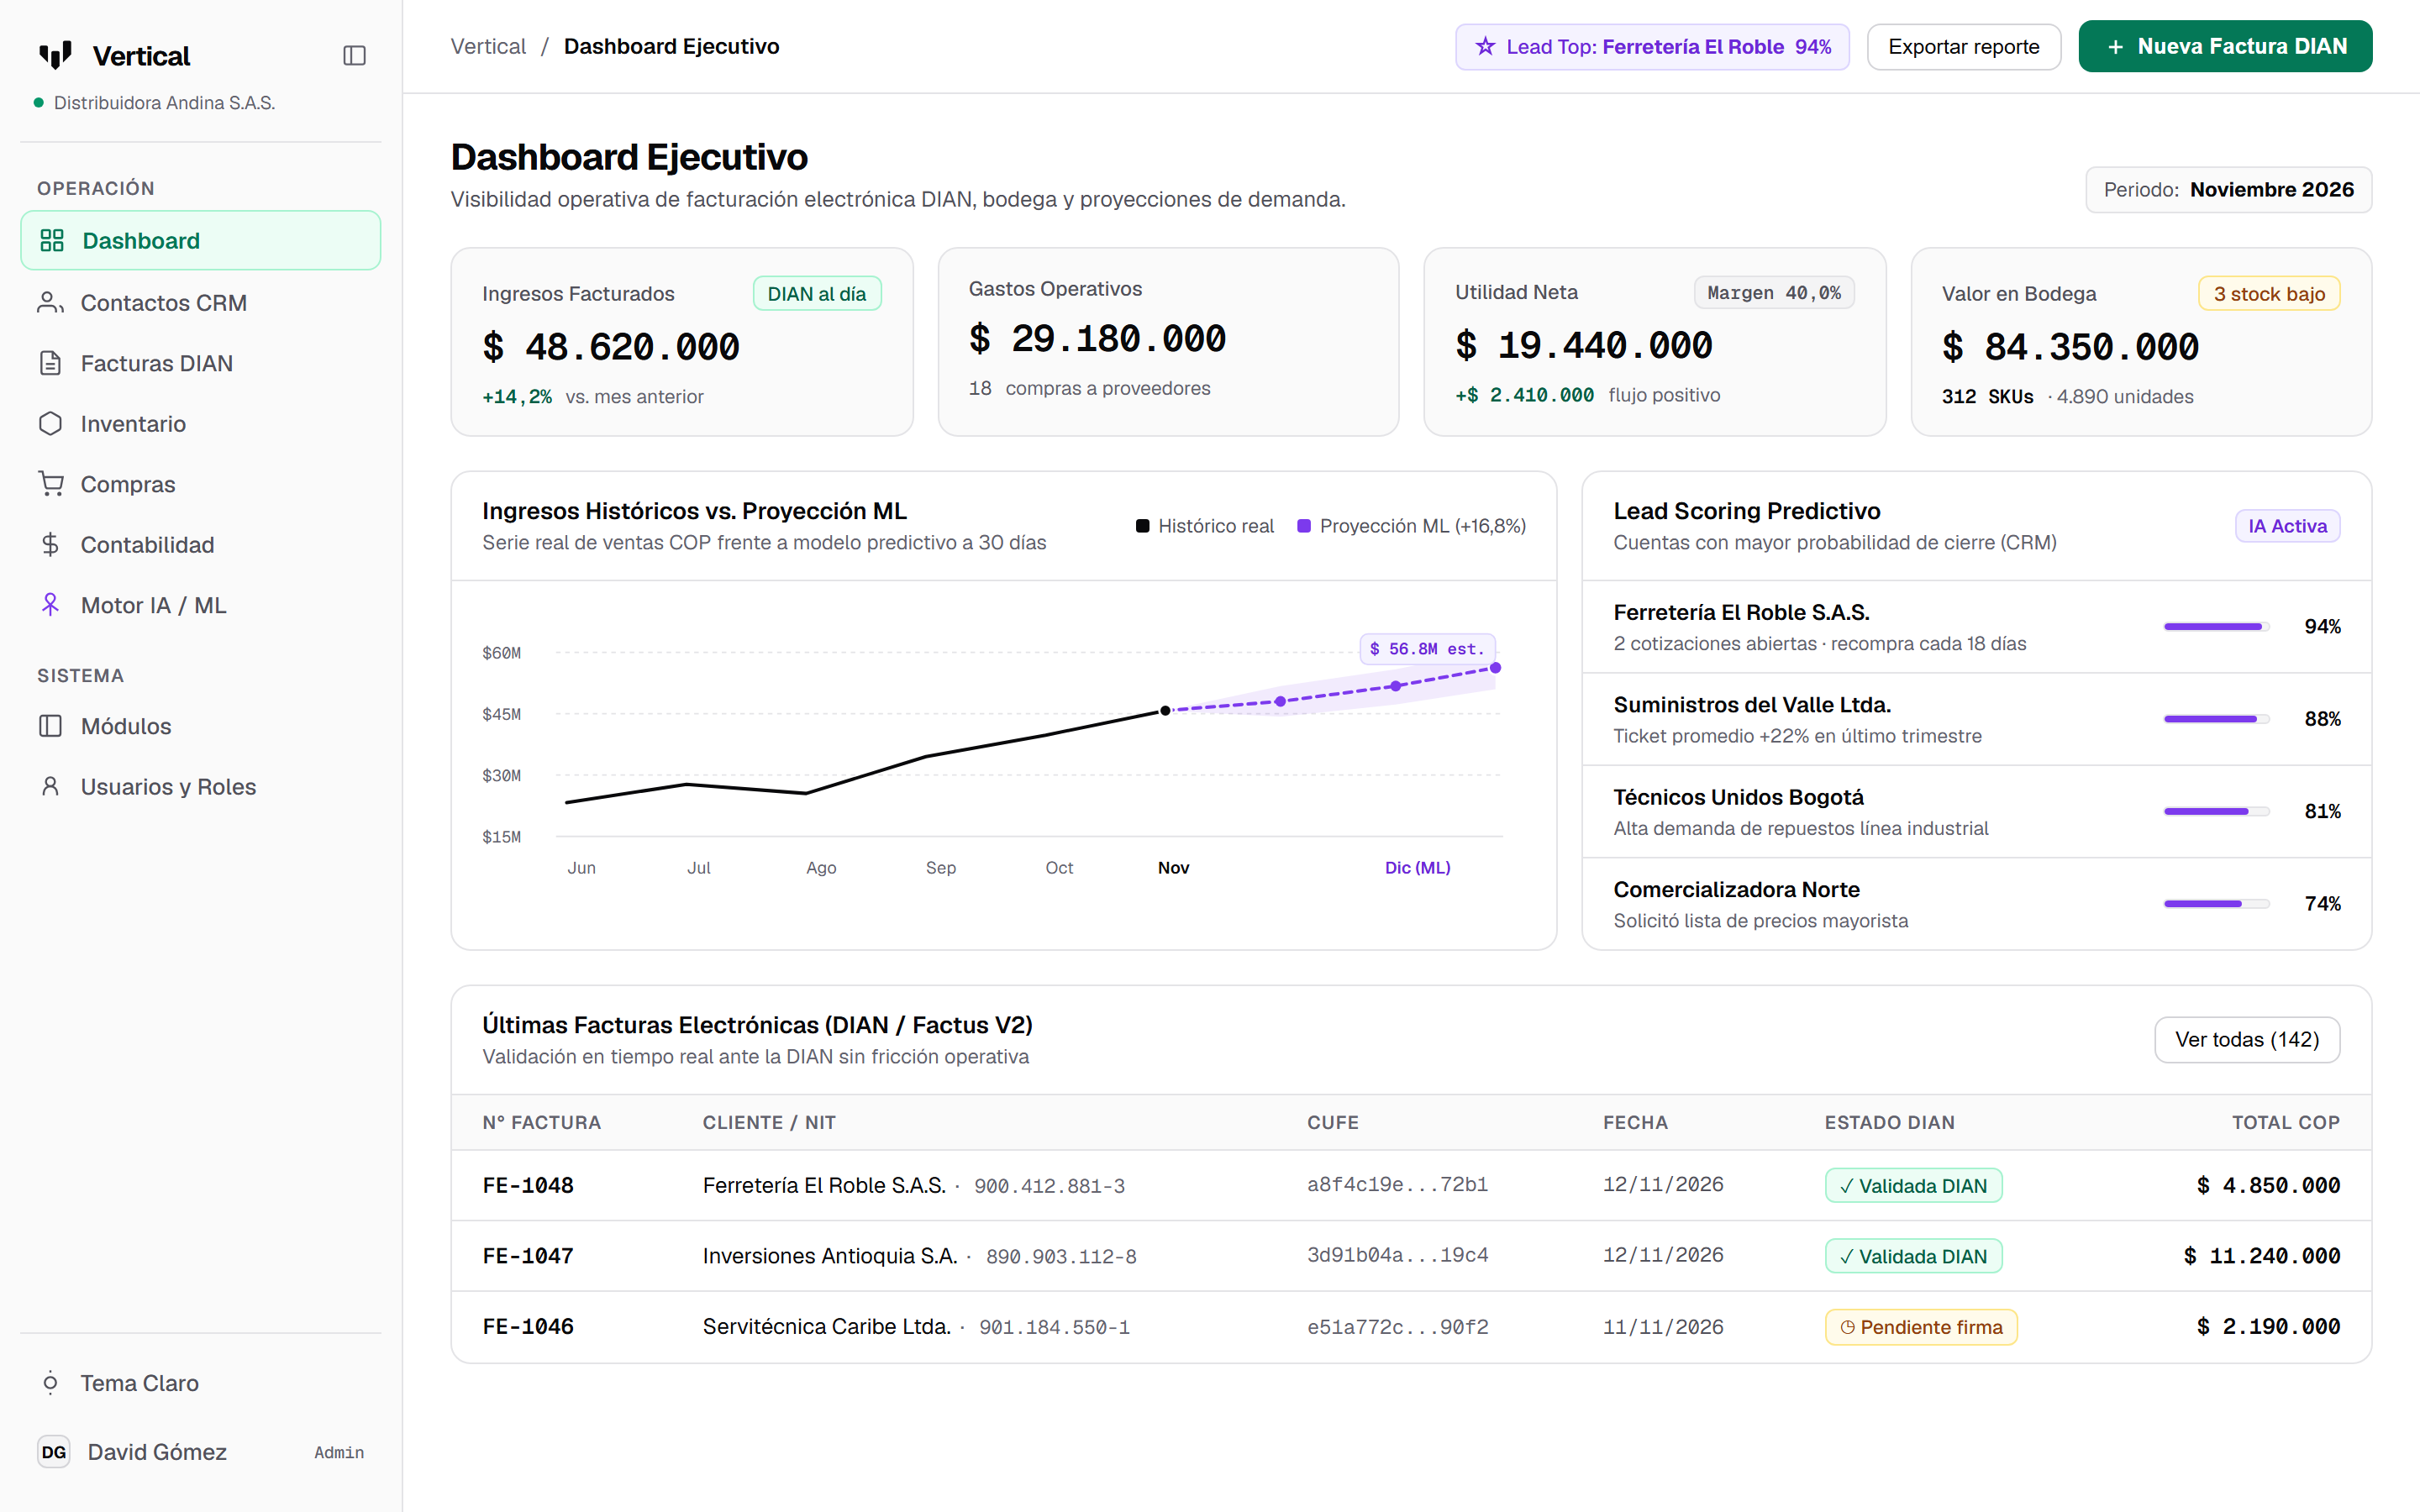 Vertical
Distribuidora Andina S.A.S.
OPERACIÓN
Dashboard
Contactos CRM
Facturas DIAN
Inventario
Compras
Contabilidad
Motor IA / ML
SISTEMA
Módulos
Usuarios y Roles
Tema Claro
DG David Gómez Admin
Vertical / Dashboard Ejecutivo
Lead Top: Ferretería El Roble 94%
Exportar reporte
+ Nueva Factura DIAN
Dashboard Ejecutivo
Visibilidad operativa de facturación electrónica DIAN, bodega y proyecciones de demanda.
Periodo: Noviembre 2026
Ingresos Facturados DIAN al día
$ 48.620.000
+14,2% vs. mes anterior
Gastos Operativos
$ 29.180.000
18 compras a proveedores
Utilidad Neta Margen 40,0%
$ 19.440.000
+$ 2.410.000 flujo positivo
Valor en Bodega 3 stock bajo
$ 84.350.000
312 SKUs · 4.890 unidades
Ingresos Históricos vs. Proyección ML
Serie real de ventas COP frente a modelo predictivo a 30 días
Histórico real Proyección ML (+16,8%)
$60M
$ 56.8M est.
$45M
$30M
$15M
Jun Jul Ago Sep Oct Nov Dic (ML)
Lead Scoring Predictivo
Cuentas con mayor probabilidad de cierre (CRM)
IA Activa
Ferretería El Roble S.A.S.
2 cotizaciones abiertas · recompra cada 18 días
94%
Suministros del Valle Ltda.
Ticket promedio +22% en último trimestre
88%
Técnicos Unidos Bogotá
Alta demanda de repuestos línea industrial
81%
Comercializadora Norte
Solicitó lista de precios mayorista
74%
Últimas Facturas Electrónicas (DIAN / Factus V2)
Validación en tiempo real ante la DIAN sin fricción operativa
Ver todas (142)
N° FACTURA CLIENTE / NIT CUFE FECHA ESTADO DIAN TOTAL COP
FE-1048 Ferretería El Roble S.A.S. · 900.412.881-3 a8f4c19e...72b1 12/11/2026 ✓ Validada DIAN $ 4.850.000
FE-1047 Inversiones Antioquia S.A. · 890.903.112-8 3d91b04a...19c4 12/11/2026 ✓ Validada DIAN $ 11.240.000
FE-1046 Servitécnica Caribe Ltda. · 901.184.550-1 e51a772c...90f2 11/11/2026 Pendiente firma $ 2.190.000